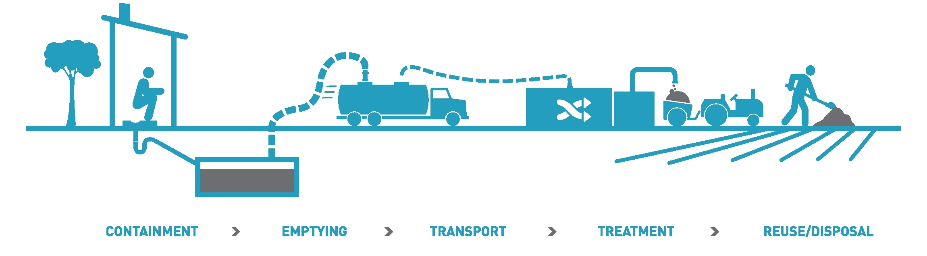 CONTAINMENT > EMPTYING > TRANSPORT > TREATMENT > REUSE/DISPOSAL